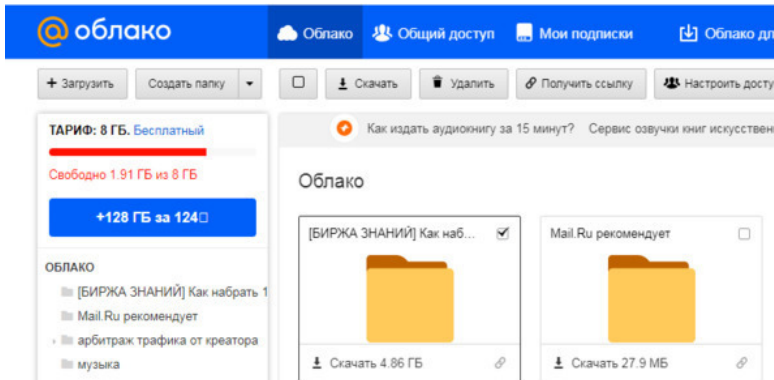 @ облако
Облако Общий доступ Мои подписки Облако дл
+ Загрузить Создать папку Скачать Удалить Получить ссылку Настроить досту
ТАРИФ: 8 ГБ. Бесплатный
Как издать аудиокнигу за 15 минут? Сервис озвучки книг искусствен
Свободно 1.91 ГБ из 8 ГБ
Облако
+128 ГБ за 124▯
[БИРЖА ЗНАНИЙ] Как наб...
Mail.Ru рекомендует
ОБЛАКО
[БИРЖА ЗНАНИЙ] Как набрать 1
Mail.Ru рекомендует
арбитраж трафика от креатора
музыка
Скачать 4.86 ГБ
Скачать 27.9 МБ